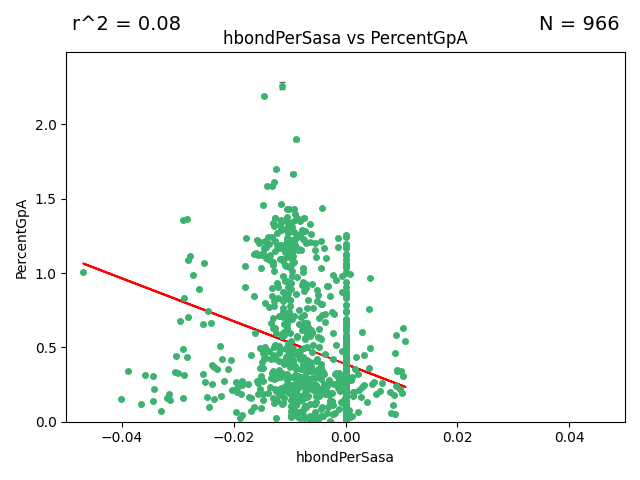 r^2 = 0.08
N = 966
hbondPerSasa vs PercentGpA
PercentGpA
2.0
1.5
1.0
0.5
0.0
−0.04
−0.02
0.00
0.02
0.04
hbondPerSasa